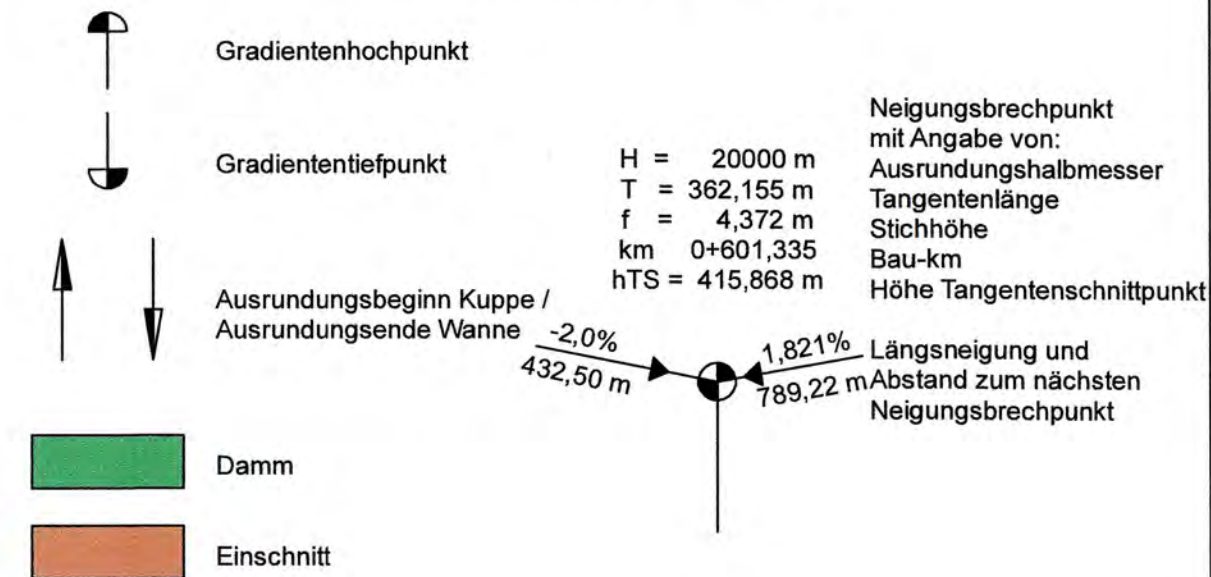 Gradientenhochpunkt
Gradiententiefpunkt
Ausrundungsbeginn Kuppe /
Ausrundungsende Wanne
Damm
Einschnitt
H = 20000 m
T = 362,155 m
f = 4,372 m
km 0+601,335
hTS = 415,868 m
-2,0%
432,50 m
1,821%
789,22 m
Neigungsbrechpunkt
mit Angabe von:
Ausrundungshalbmesser
Tangentenlänge
Stichhöhe
Bau-km
Höhe Tangentenschnittpunkt
Längsneigung und
Abstand zum nächsten
Neigungsbrechpunkt